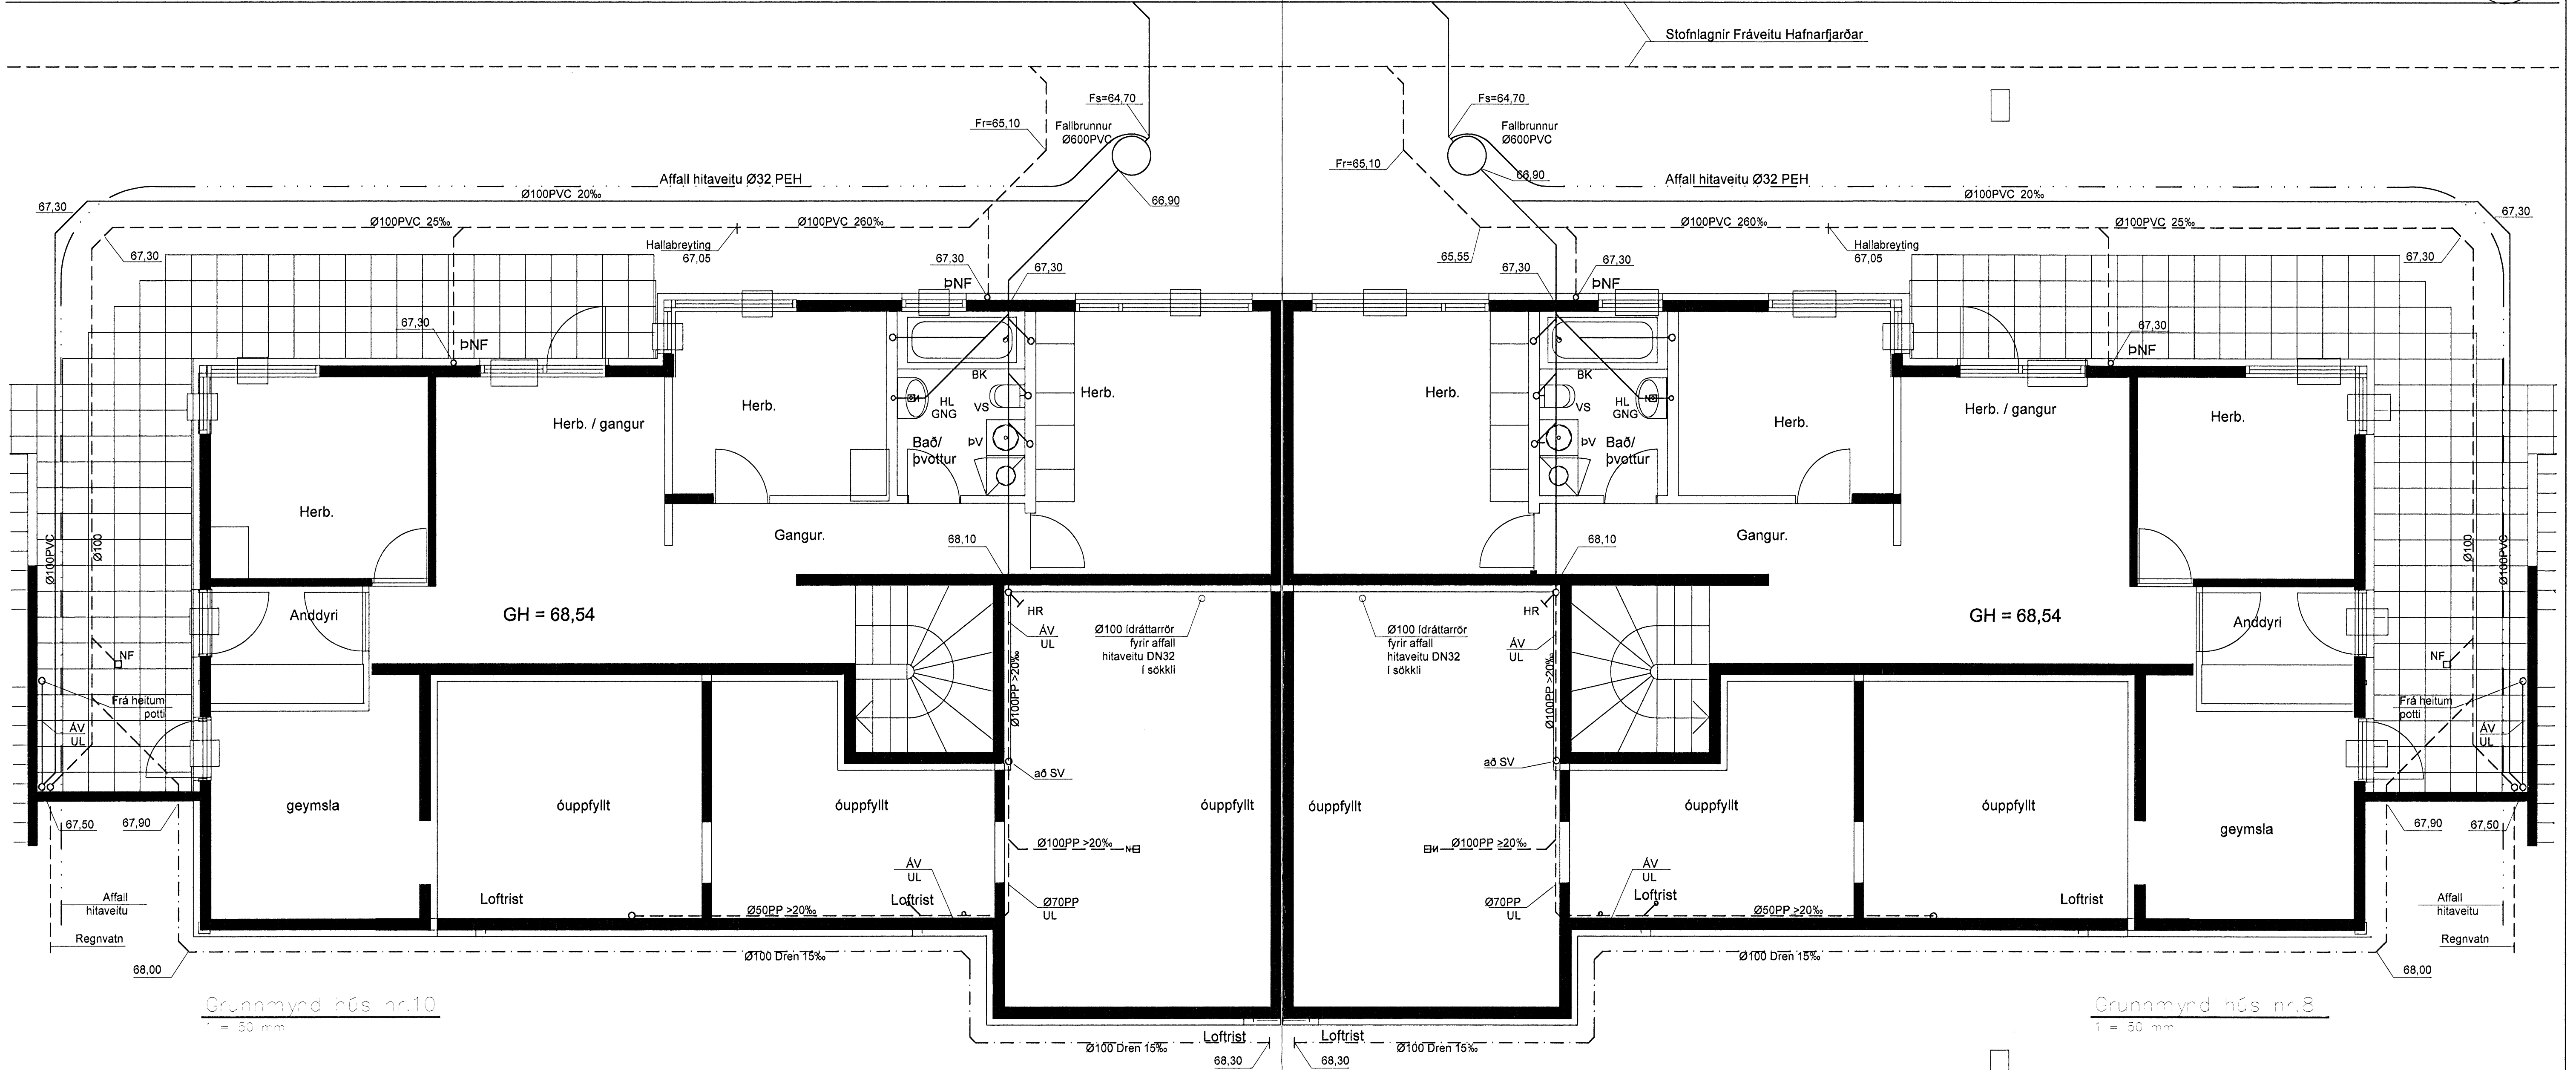 Stofnlagnir Fráveitu Hafnarfjarðar
Fs=64,70
Fs=64,70
Fr=65,10
Fallbrunnur
Ø600PVC
Fallbrunnur
Ø600PVC
Fr=65,10
Affall hitaveitu Ø32 PEH
66,90
Affall hitaveitu Ø32 PEH
Ø100PVC 20‰
Ø100PVC 20‰
67,30
66,90
67,30
Ø100PVC 25‰
Ø100PVC 260‰
Ø100PVC 260‰
Ø100PVC 25‰
Hallabreyting
67,05
Hallabreyting
67,05
67,30
67,30
67,30
65,55
67,30
67,30
67,30
ÞNF
ÞNF
67,30
ÞNF
67,30
ÞNF
BK
BK
HL
GNG
VS
VS
HL
GNG
Herb.
Herb.
Herb.
Herb.
Herb. / gangur
Herb. / gangur
Herb.
ÞV
Bað/
þvottur
ÞV
Bað/
þvottur
Herb.
Gangur.
Gangur.
68,10
68,10
Ø100PVC
Ø100
Ø100
Ø100PVC
Anddyri
GH = 68,54
HR
HR
GH = 68,54
Anddyri
ÁV
UL
Ø100 ídráttarrör
fyrir affall
hitaveitu DN32
í sökkli
Ø100 ídráttarrör
fyrir affall
hitaveitu DN32
í sökkli
ÁV
UL
NF
NF
Ø100PP >20‰
Ø100PP >20‰
Frá heitum
potti
Frá heitum
potti
ÁV
UL
ÁV
UL
að SV
að SV
geymsla
óuppfyllt
óuppfyllt
óuppfyllt
óuppfyllt
óuppfyllt
óuppfyllt
geymsla
67,50
67,90
67,90
67,50
Ø100PP >20‰
Ø100PP ≥20‰
ÁV
UL
ÁV
UL
Affall
hitaveitu
Loftrist
Loftrist
Ø70PP
UL
Ø70PP
UL
Loftrist
Loftrist
Affall
hitaveitu
Ø50PP >20‰
Ø50PP >20‰
Regnvatn
Regnvatn
68,00
Ø100 Dren 15‰
Ø100 Dren 15‰
68,00
Grunnmynd hús nr.10
1 = 50 mm
Grunnmynd hús nr.8
1 = 50 mm
Loftrist
Loftrist
Ø100 Dren 15‰
Ø100 Dren 15‰
68,30
68,30